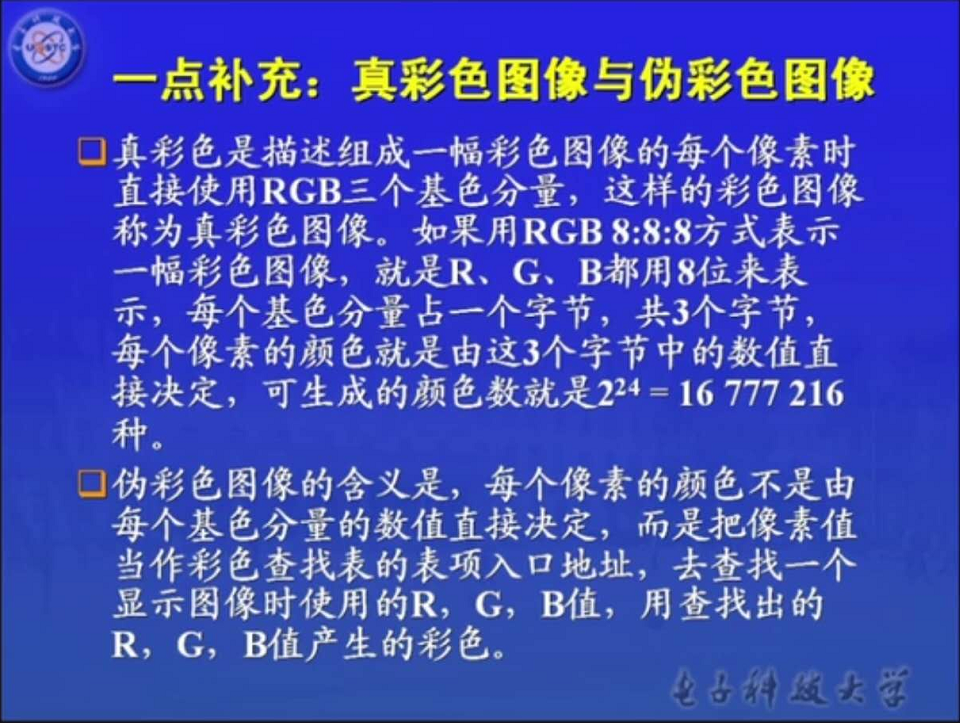 一点补充：真彩色图像与伪彩色图像
真彩色是描述组成一幅彩色图像的每个像素时
直接使用RGB三个基色分量，这样的彩色图像
称为真彩色图像。如果用RGB 8:8:8方式表示
一幅彩色图像，就是R、G、B都用8位来表
示，每个基色分量占一个字节，共3个字节，
每个像素的颜色就是由这3个字节中的数值直
接决定，可生成的颜色数就是2²⁴ = 16 777 216
种。
伪彩色图像的含义是，每个像素的颜色不是由
每个基色分量的数值直接决定，而是把像素值
当作彩色查找表的表项入口地址，去查找一个
显示图像时使用的R，G，B值，用查找出的
R，G，B值产生的彩色。
电子科技大学